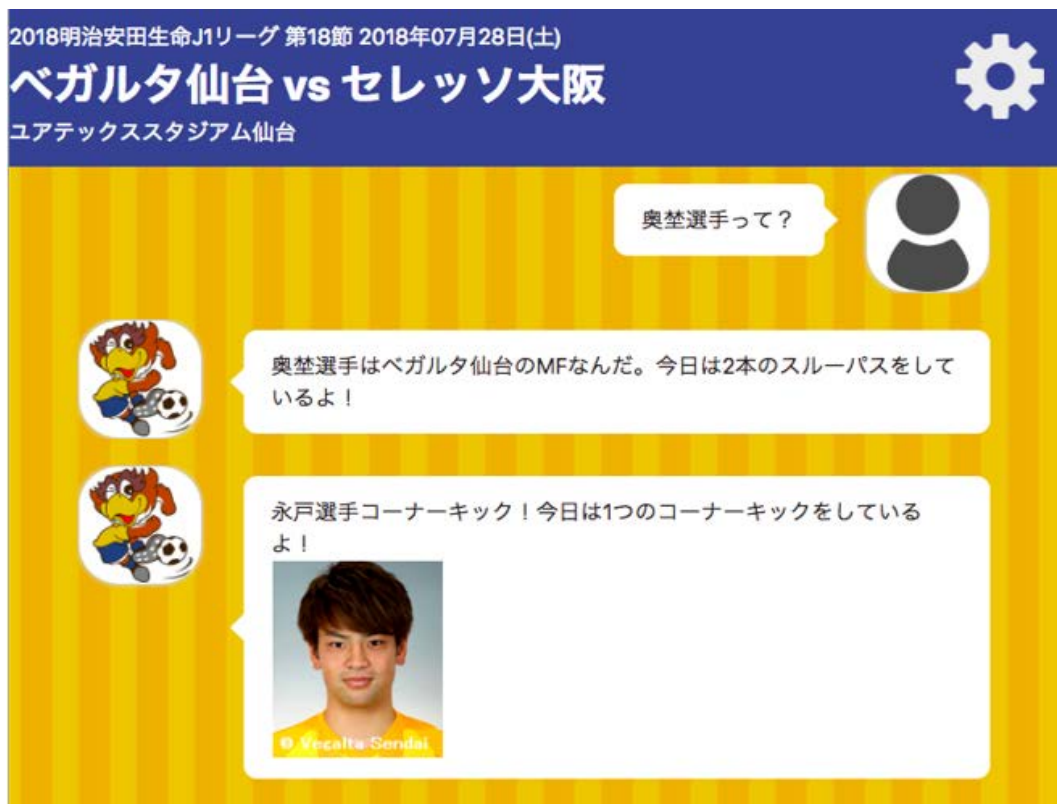 2018明治安田生命J1リーグ 第18節 2018年07月28日(土)
ベガルタ仙台 vs セレッソ大阪
ユアテックススタジアム仙台
奥埜選手って？
奥埜選手はベガルタ仙台のMFなんだ。今日は2本のスルーパスをして
いるよ！
永戸選手コーナーキック！今日は1つのコーナーキックをしている
よ！
© Vegalta Sendai